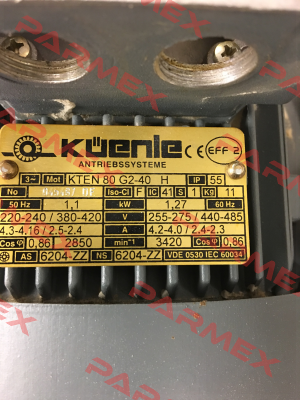 PARMEX
Küenle CE EFF 2
ANTRIEBSSYSTEME
3~ Mot KTEN 80 G2-40 H IP 55
No Iso-Cl F IC 41 S 1 Kg 11
50 Hz 1,1 kW 1,27 60 Hz
220-240 / 380-420 V 255-275 / 440-485
4.3-4.16 / 2.5-2.4 A 4.2-4.0 / 2.4-2.3
Cos φ 0,86 2850 min⁻¹ 3420 Cos φ 0,86
AS 6204-ZZ NS 6204-ZZ VDE 0530 IEC 60034
PARMEX